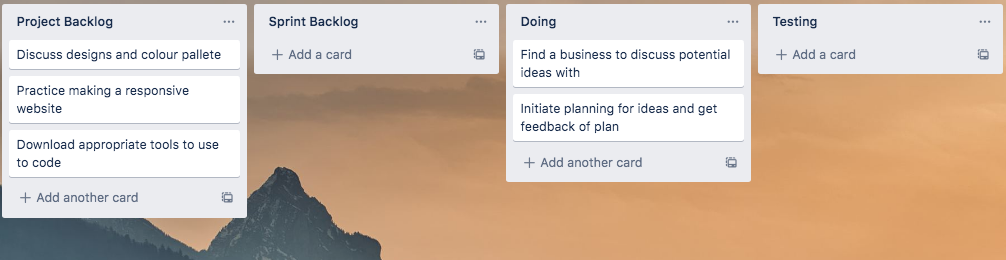 Project Backlog
Discuss designs and colour pallete
Practice making a responsive
website
Download appropriate tools to use
to code
+ Add another card
Sprint Backlog
+ Add a card
Doing
Find a business to discuss potential
ideas with
Initiate planning for ideas and get
feedback of plan
+ Add another card
Testing
+ Add a card